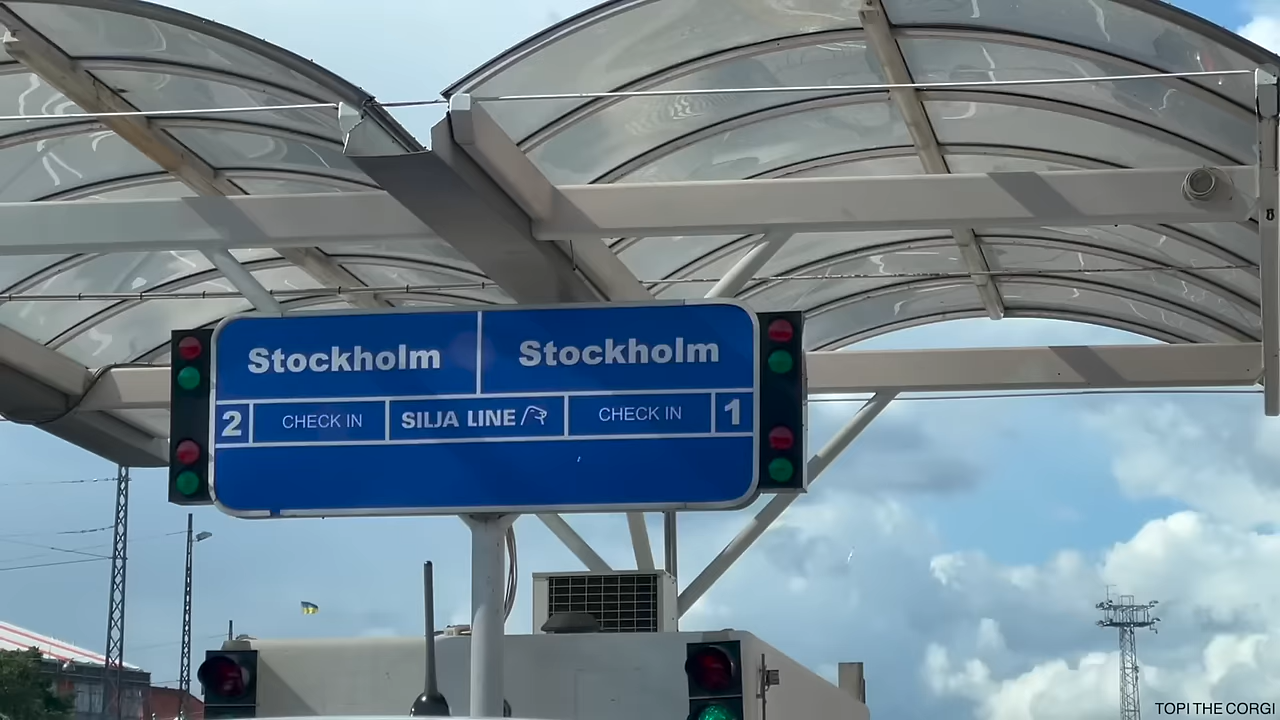 Stockholm
Stockholm
2 CHECK IN SILJA LINE CHECK IN 1
TOPI THE CORGI